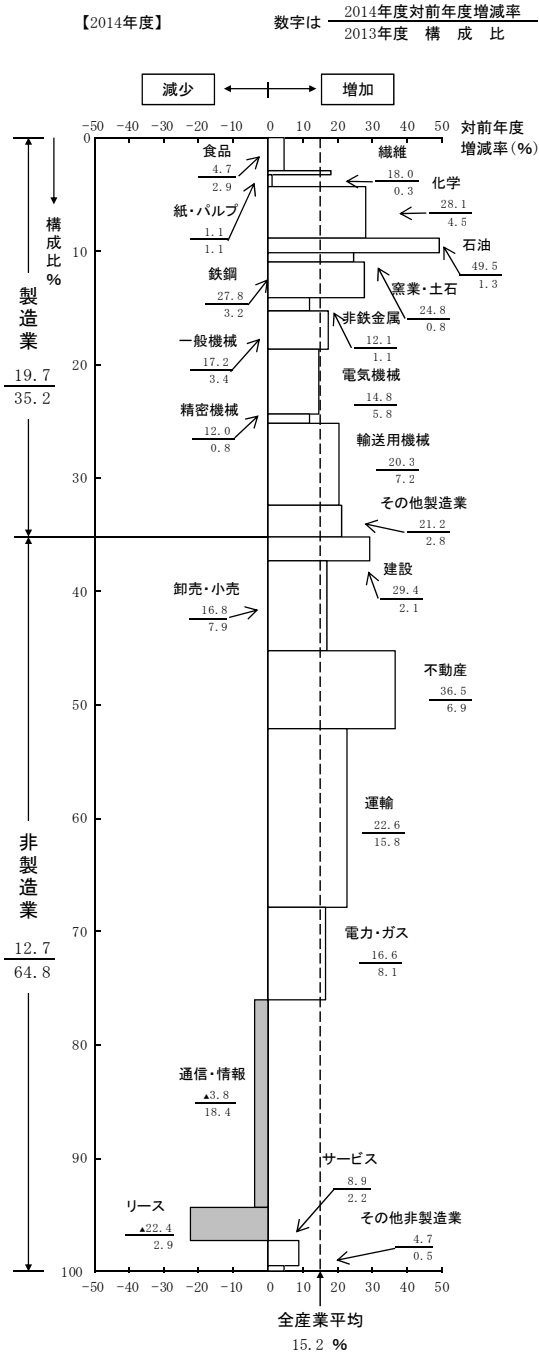 【2014年度】
数字は
2014年度対前年度増減率
2013年度 構 成 比
減少
増加
-50 -40 -30 -20 -10 0 10 20 30 40 50
対前年度
増減率(%)
0
10
20
30
40
50
60
70
80
90
100
構成比%
製造業
19.7
35.2
非製造業
12.7
64.8
食品
4.7
2.9
繊維
18.0
0.3
紙・パルプ
1.1
1.1
化学
28.1
4.5
石油
49.5
1.3
窯業・土石
24.8
0.8
鉄鋼
27.8
3.2
非鉄金属
12.1
1.1
一般機械
17.2
3.4
電気機械
14.8
5.8
精密機械
12.0
0.8
輸送用機械
20.3
7.2
その他製造業
21.2
2.8
建設
29.4
2.1
卸売・小売
16.8
7.9
不動産
36.5
6.9
運輸
22.6
15.8
電力・ガス
16.6
8.1
通信・情報
▲3.8
18.4
リース
▲22.4
2.9
サービス
8.9
2.2
その他非製造業
4.7
0.5
-50 -40 -30 -20 -10 0 10 20 30 40 50
全産業平均
15.2 %